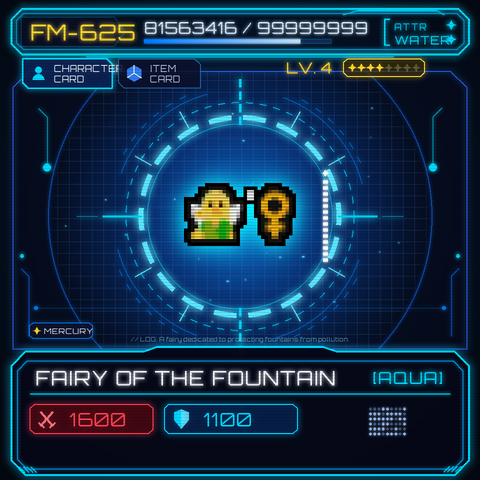 FM-625
81563416 / 99999999
ATTR
WATER
CHARACTER
CARD
ITEM
CARD
LV. 4
MERCURY
// LOG: A fairy dedicated to protecting fountains from pollution.
FAIRY OF THE FOUNTAIN
[AQUA]
1600
1100